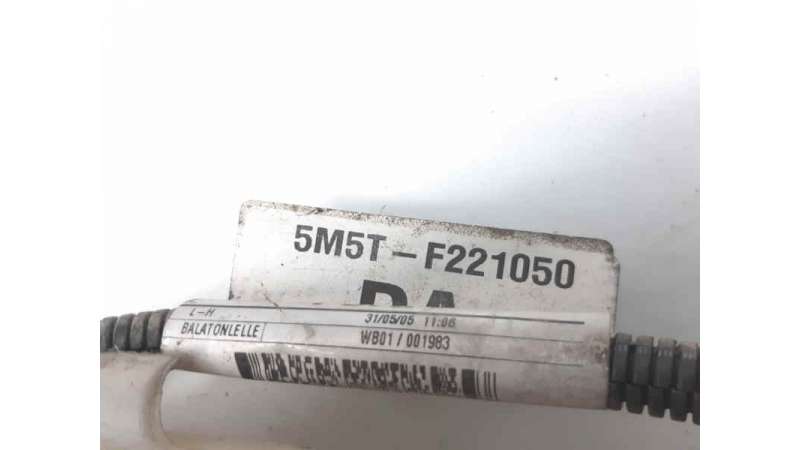 5M5T-F221050
L-H 31/05/05 11:06
BALATONLELLE WB01/001983